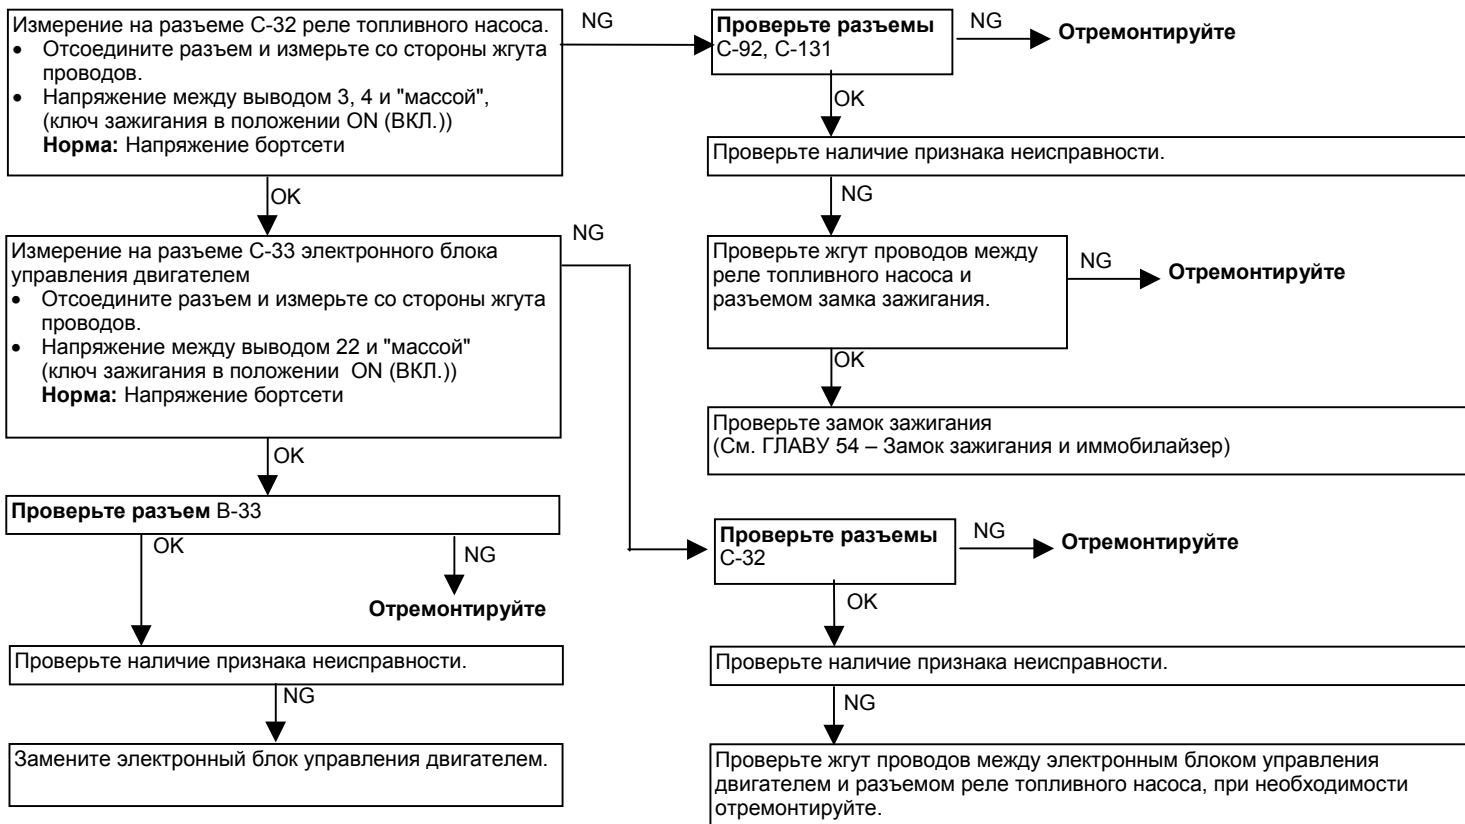 Измерение на разъеме С-32 реле топливного насоса.
• Отсоедините разъем и измерьте со стороны жгута
проводов.
• Напряжение между выводом 3, 4 и "массой",
(ключ зажигания в положении ON (ВКЛ.))
Норма: Напряжение бортсети
NG
Проверьте разъемы
С-92, С-131
NG
Отремонтируйте
OK
Проверьте наличие признака неисправности.
NG
Проверьте жгут проводов между
реле топливного насоса и
разъемом замка зажигания.
NG
Отремонтируйте
OK
Проверьте замок зажигания
(См. ГЛАВУ 54 – Замок зажигания и иммобилайзер)
OK
Измерение на разъеме С-33 электронного блока
управления двигателем
• Отсоедините разъем и измерьте со стороны жгута
проводов.
• Напряжение между выводом 22 и "массой"
(ключ зажигания в положении ON (ВКЛ.))
Норма: Напряжение бортсети
NG
OK
Проверьте разъем В-33
OK
NG
Отремонтируйте
Проверьте наличие признака неисправности.
NG
Замените электронный блок управления двигателем.
Проверьте разъемы
С-32
NG
Отремонтируйте
OK
Проверьте наличие признака неисправности.
NG
Проверьте жгут проводов между электронным блоком управления
двигателем и разъемом реле топливного насоса, при необходимости
отремонтируйте.